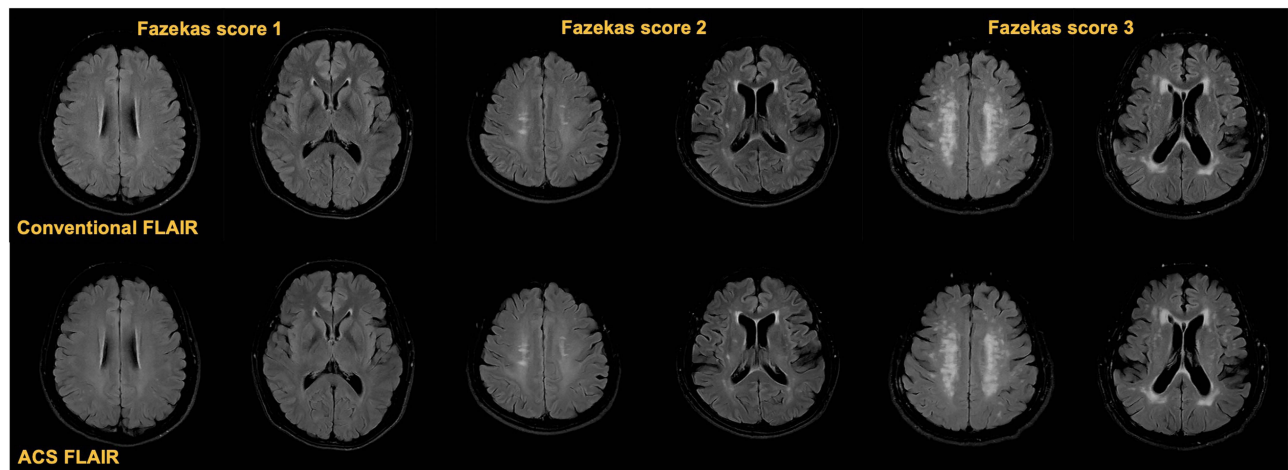 Fazekas score 1
Fazekas score 2
Fazekas score 3
Conventional FLAIR
ACS FLAIR